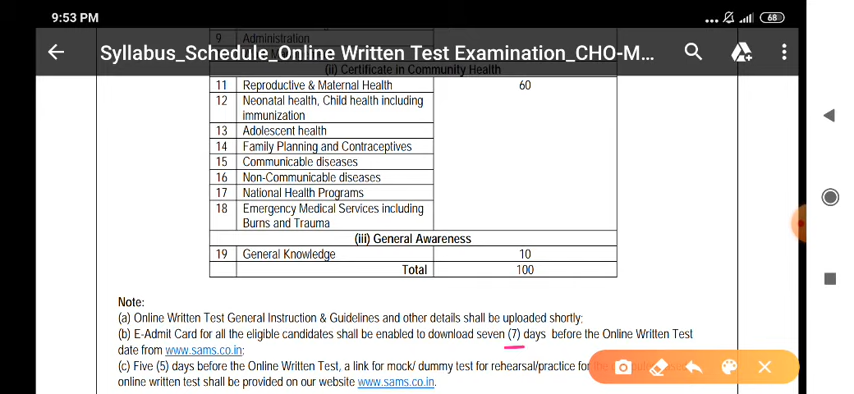 9:53 PM
68
Syllabus_Schedule_Online Written Test Examination_CHO-M...
9 Administration
(ii) Certificate in Community Health
11 Reproductive & Maternal Health 60
12 Neonatal health, Child health including
immunization
13 Adolescent health
14 Family Planning and Contraceptives
15 Communicable diseases
16 Non-Communicable diseases
17 National Health Programs
18 Emergency Medical Services including
Burns and Trauma
(iii) General Awareness
19 General Knowledge 10
Total 100
Note:
(a) Online Written Test General Instruction & Guidelines and other details shall be uploaded shortly;
(b) E-Admit Card for all the eligible candidates shall be enabled to download seven (7) days before the Online Written Test
date from www.sams.co.in;
(c) Five (5) days before the Online Written Test, a link for mock/ dummy test for rehearsal/practice for
online written test shall be provided on our website www.sams.co.in.